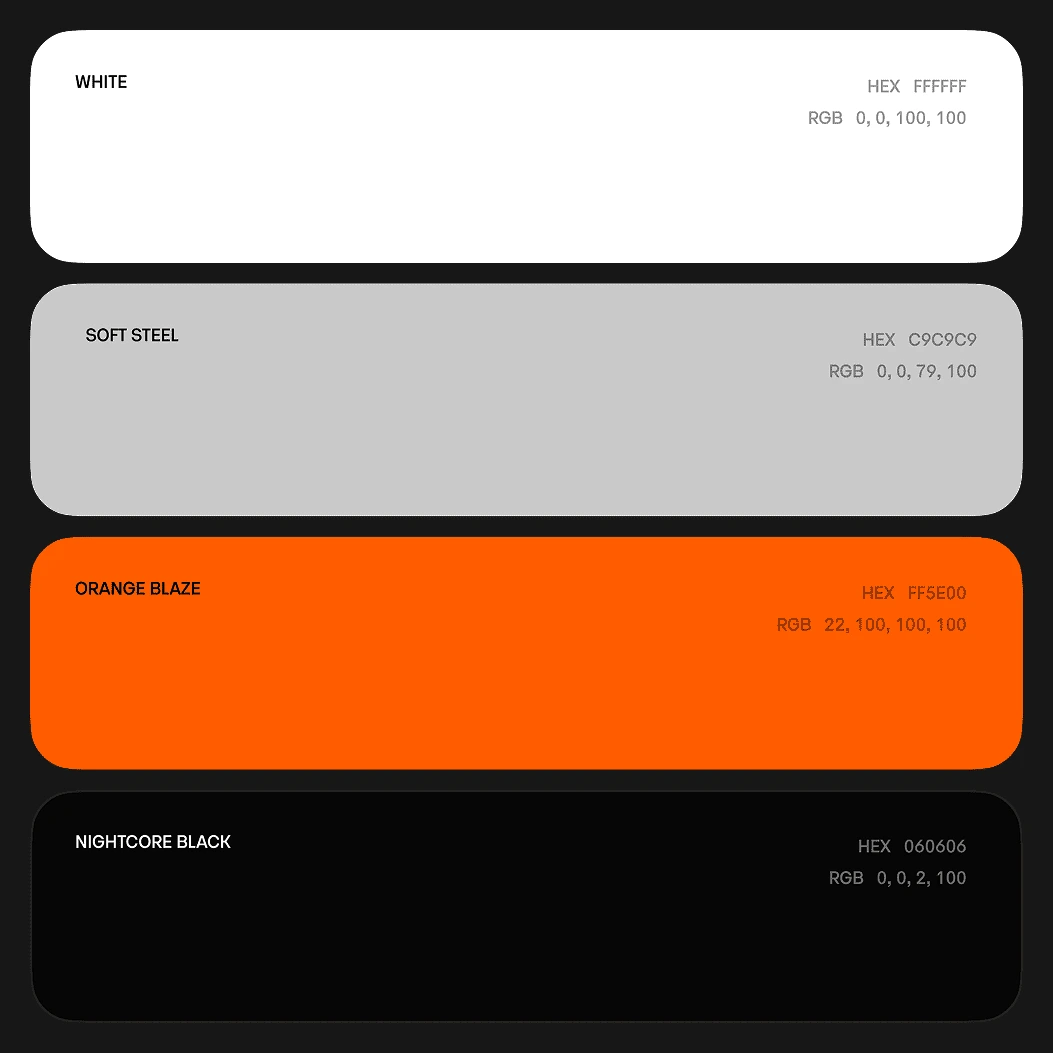 WHITE
HEX FFFFFF
RGB 0, 0, 100, 100
SOFT STEEL
HEX C9C9C9
RGB 0, 0, 79, 100
ORANGE BLAZE
HEX FF5E00
RGB 22, 100, 100, 100
NIGHTCORE BLACK
HEX 060606
RGB 0, 0, 2, 100